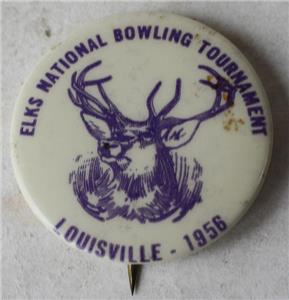 ELKS NATIONAL BOWLING TOURNAMENT
LOUISVILLE - 1956